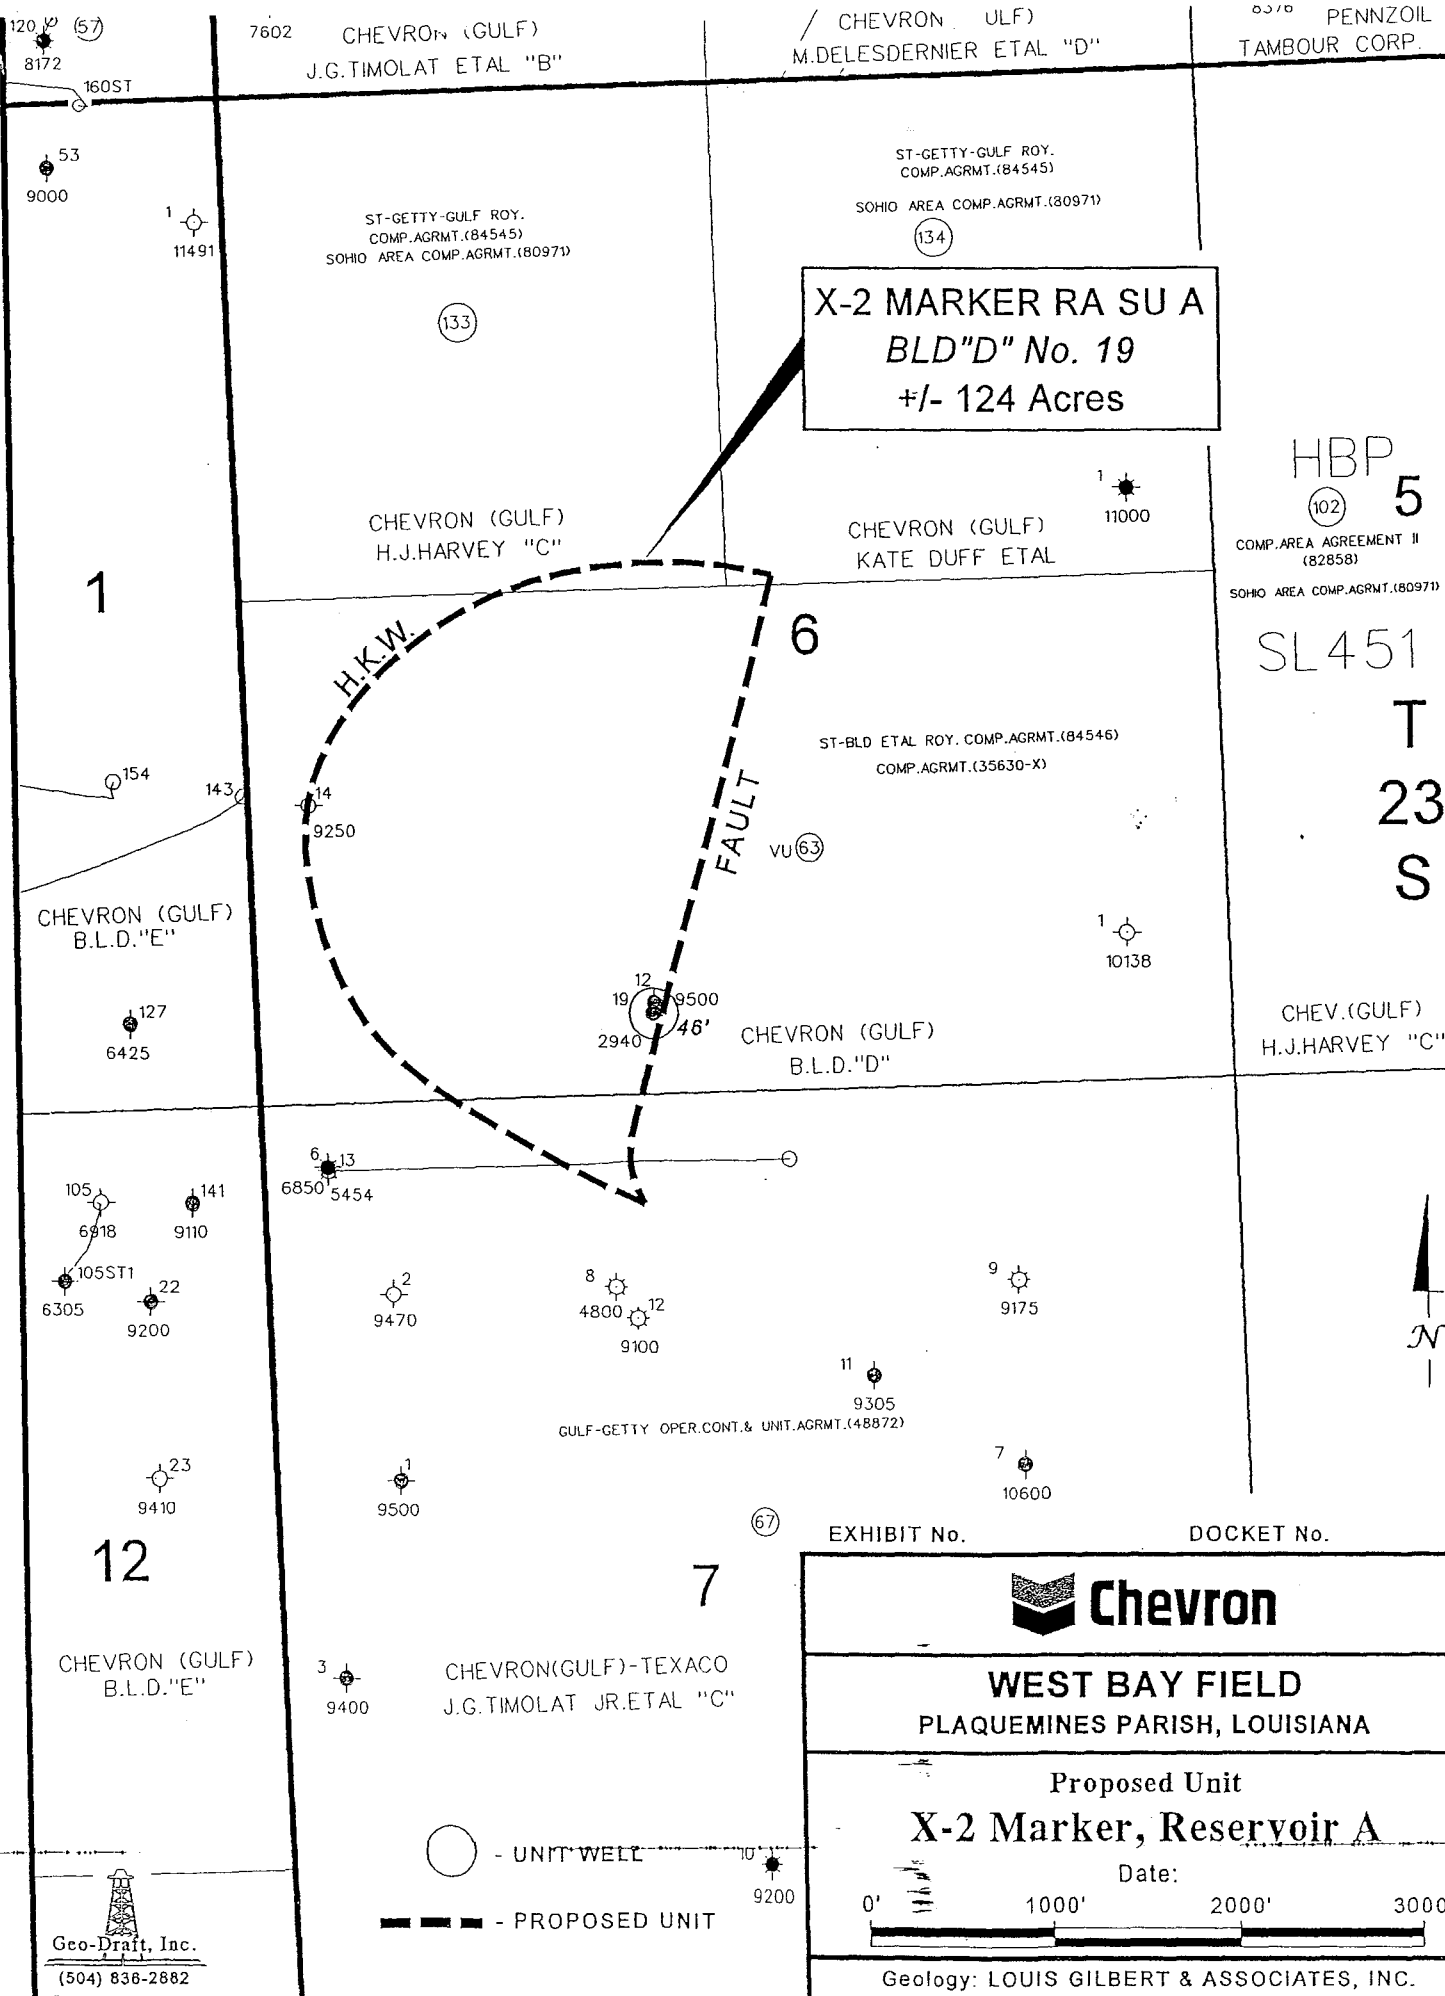 120
57
8172
160ST
7602
CHEVRON (GULF)
J.G.TIMOLAT ETAL "B"
CHEVRON ULF)
M.DELESDERNIER ETAL "D"
PENNZOIL
TAMBOUR CORP.
53
9000
1
11491
ST-GETTY-GULF ROY.
COMP.AGRMT.(84545)
SOHIO AREA COMP.AGRMT.(80971)
133
ST-GETTY-GULF ROY.
COMP.AGRMT.(84545)
SOHIO AREA COMP.AGRMT.(80971)
134
X-2 MARKER RA SU A
BLD"D" No. 19
+/- 124 Acres
CHEVRON (GULF)
H.J.HARVEY "C"
1
11000
CHEVRON (GULF)
KATE DUFF ETAL
HBP
102
5
COMP.AREA AGREEMENT II
(82858)
SOHIO AREA COMP.AGRMT.(80971)
SL451
T
23
S
1
6
H.K.W.
FAULT
154
143
14
9250
ST-BLD ETAL ROY. COMP.AGRMT.(84546)
COMP.AGRMT.(35630-X)
VU 63
CHEVRON (GULF)
B.L.D."E"
1
10138
127
6425
12
19
9500
2940
46'
CHEVRON (GULF)
B.L.D."D"
CHEV.(GULF)
H.J.HARVEY "C"
6
13
6850
5454
105
6918
141
9110
105ST1
6305
22
9200
2
9470
8
4800
12
9100
9
9175
N
11
9305
GULF-GETTY OPER.CONT.& UNIT.AGRMT.(48872)
23
9410
1
9500
7
10600
67
12
7
EXHIBIT No.
DOCKET No.
CHEVRON (GULF)
B.L.D."E"
3
9400
CHEVRON(GULF)-TEXACO
J.G.TIMOLAT JR.ETAL "C"
Chevron
WEST BAY FIELD
PLAQUEMINES PARISH, LOUISIANA
Proposed Unit
X-2 Marker, Reservoir A
Date:
0' 1000' 2000' 3000
Geology: LOUIS GILBERT & ASSOCIATES, INC.
- UNIT WELL
10
9200
- PROPOSED UNIT
Geo-Draft, Inc.
(504) 836-2882